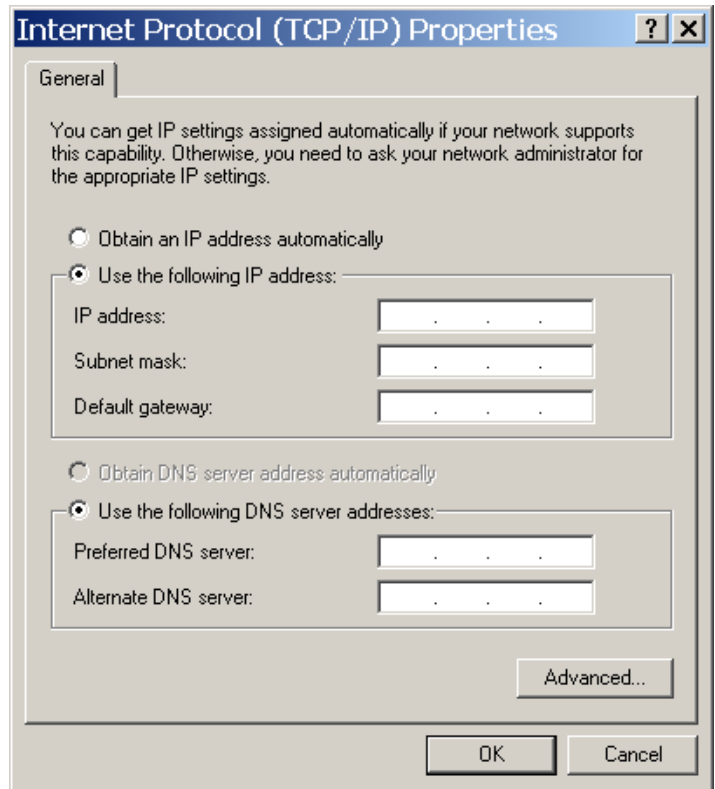 Internet Protocol (TCP/IP) Properties
General
You can get IP settings assigned automatically if your network supports
this capability. Otherwise, you need to ask your network administrator for
the appropriate IP settings.
Obtain an IP address automatically
Use the following IP address:
IP address: . . .
Subnet mask: . . .
Default gateway: . . .
Obtain DNS server address automatically
Use the following DNS server addresses:
Preferred DNS server: . . .
Alternate DNS server: . . .
Advanced...
OK Cancel